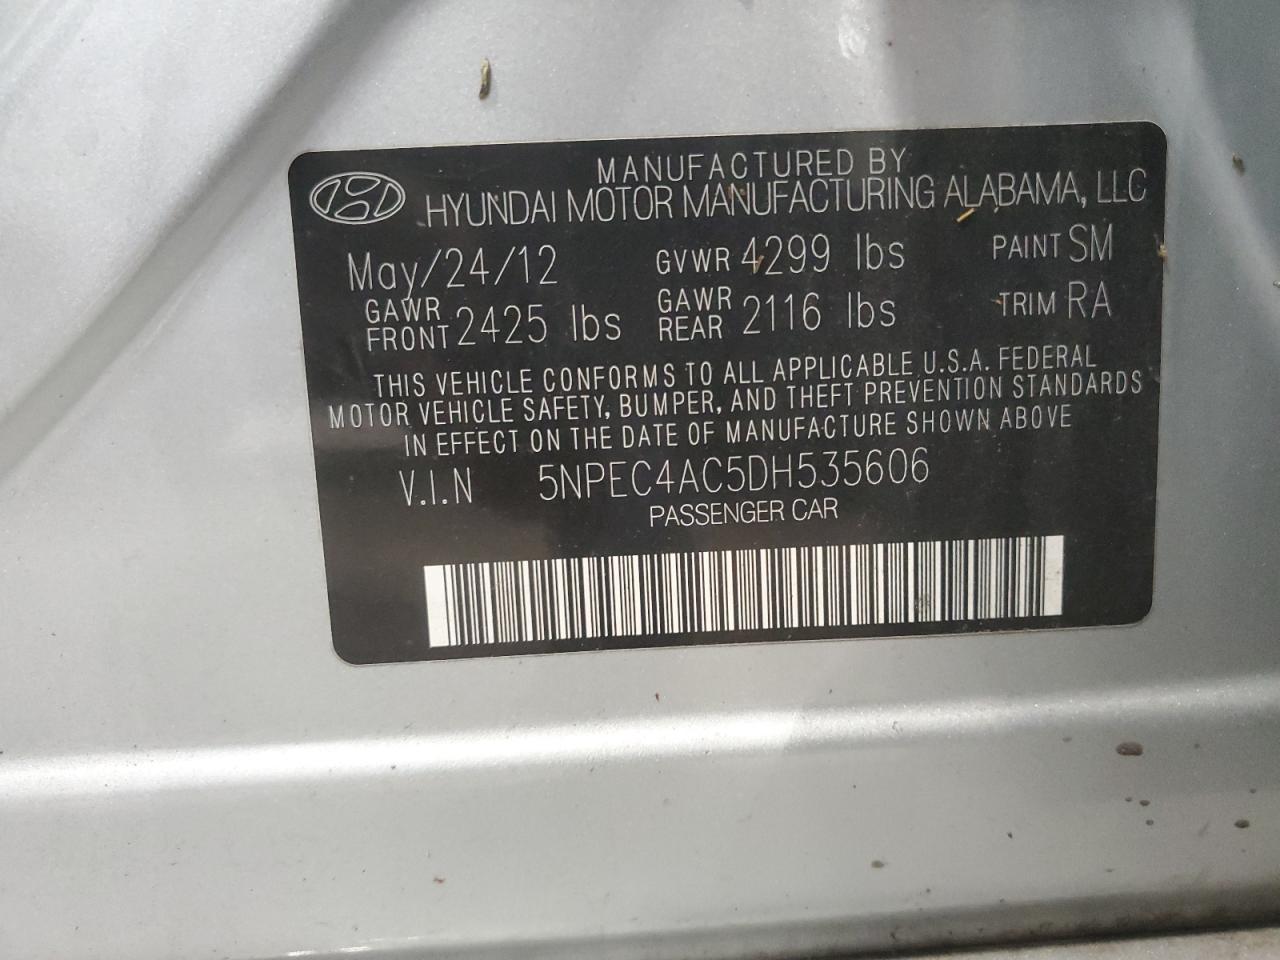 MANUFACTURED BY
HYUNDAI MOTOR MANUFACTURING ALABAMA, LLC
May/24/12 GVWR 4299 lbs PAINT SM
GAWR FRONT 2425 lbs GAWR REAR 2116 lbs TRIM RA
THIS VEHICLE CONFORMS TO ALL APPLICABLE U.S.A. FEDERAL
MOTOR VEHICLE SAFETY, BUMPER, AND THEFT PREVENTION STANDARDS
IN EFFECT ON THE DATE OF MANUFACTURE SHOWN ABOVE
V.I.N 5NPEC4AC5DH535606
PASSENGER CAR